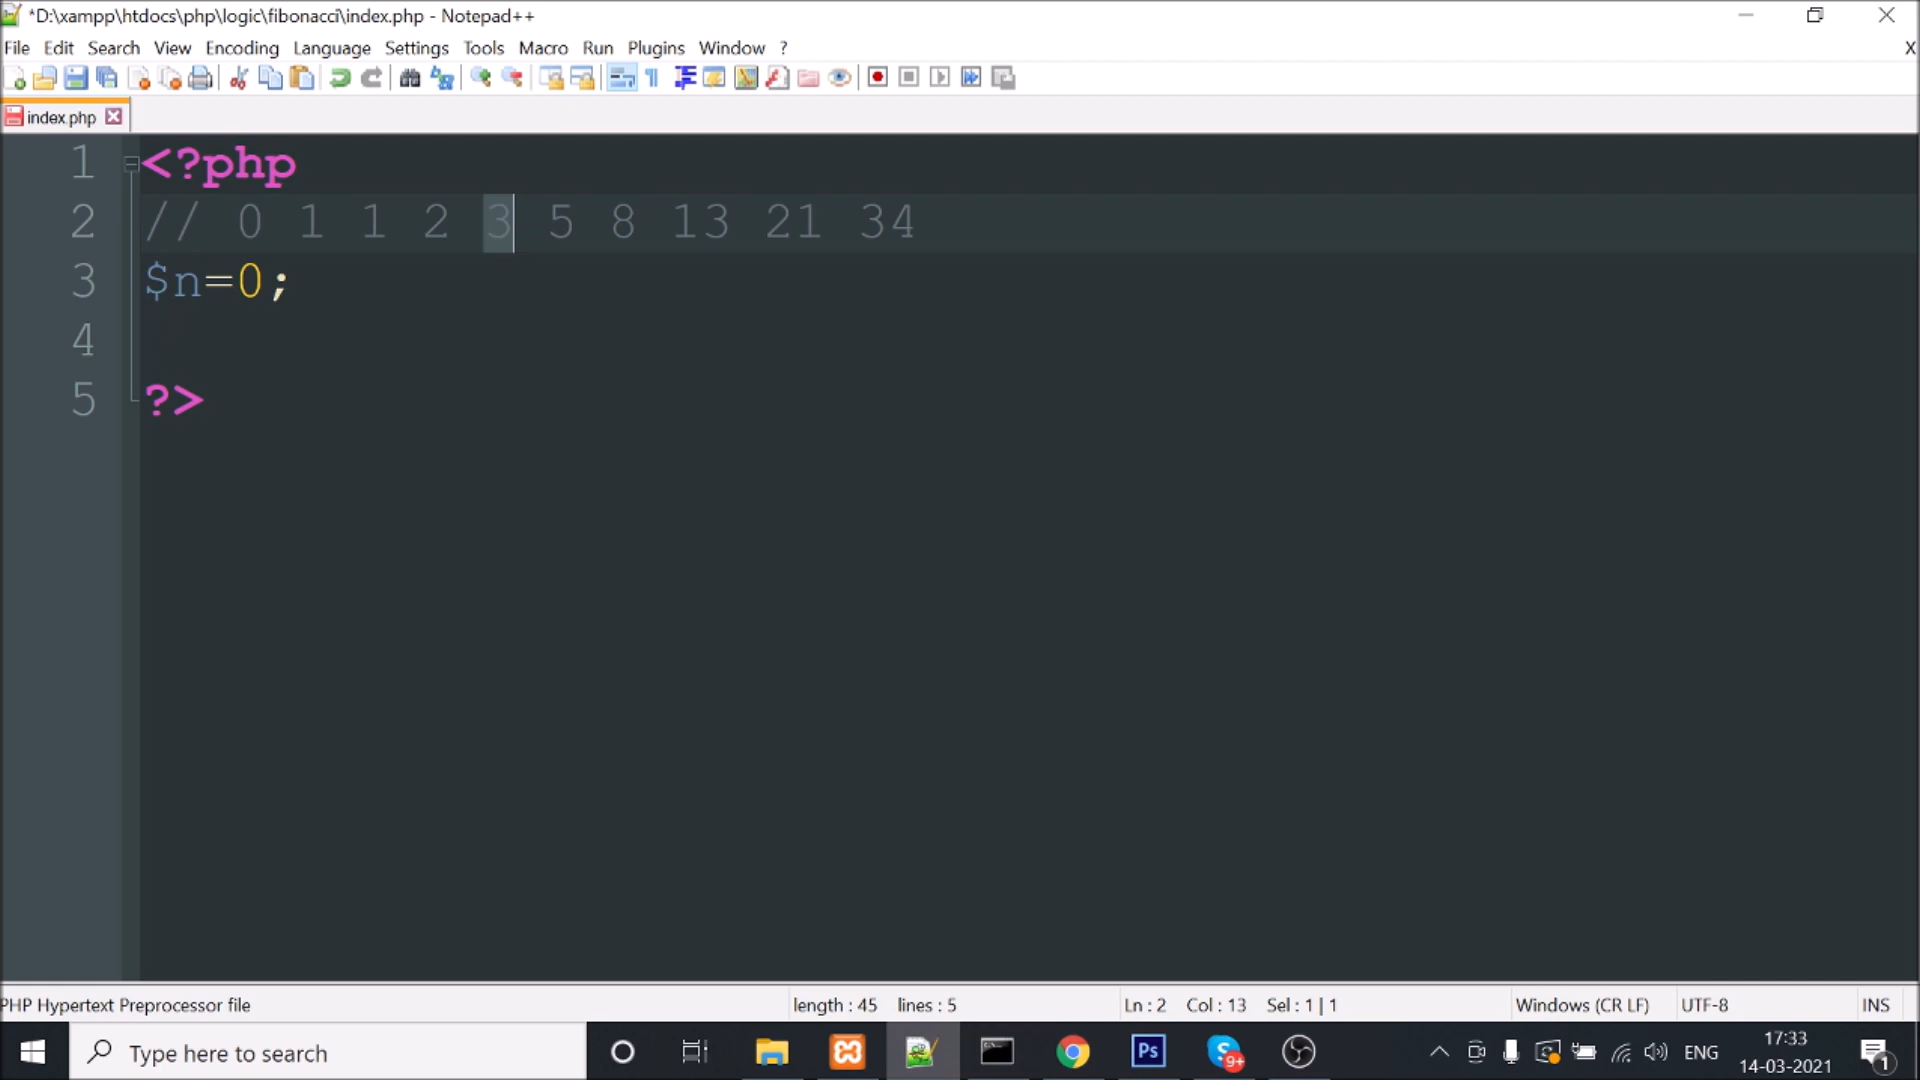 *D:\xampp\htdocs\php\logic\fibonacci\index.php - Notepad++
File Edit Search View Encoding Language Settings Tools Macro Run Plugins Window ? X
index.php
1 <?php
2 // 0 1 1 2 3 5 8 13 21 34
3 $n=0;
4
5 ?>
PHP Hypertext Preprocessor file length : 45 lines : 5 Ln : 2 Col : 13 Sel : 1 | 1 Windows (CR LF) UTF-8 INS
Type here to search Ps 9+ ENG 17:33 1
14-03-2021